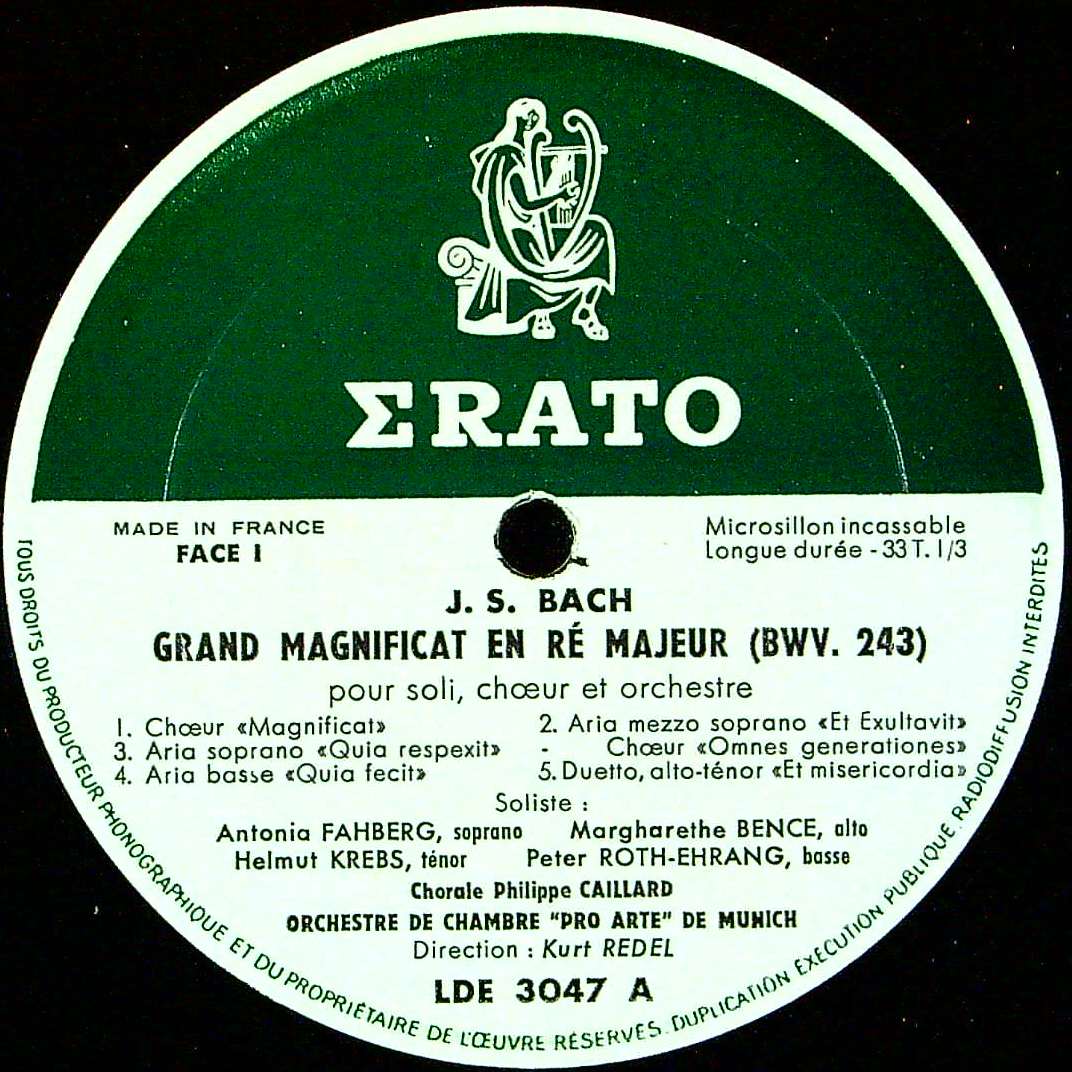 ΣRATO
MADE IN FRANCE
FACE 1
Microsillon incassable
Longue durée - 33 T. 1/3
J. S. BACH
GRAND MAGNIFICAT EN RÉ MAJEUR (BWV. 243)
pour soli, chœur et orchestre
1. Chœur «Magnificat»
2. Aria mezzo soprano «Et Exultavit»
3. Aria soprano «Quia respexit»
- Chœur «Omnes generationes»
4. Aria basse «Quia fecit»
5. Duetto, alto-ténor «Et misericordia»
Soliste :
Antonia FAHBERG, soprano Margharethe BENCE, alto
Helmut KREBS, ténor Peter ROTH-EHRANG, basse
Chorale Philippe CAILLARD
ORCHESTRE DE CHAMBRE "PRO ARTE" DE MUNICH
Direction : Kurt REDEL
LDE 3047 A
TOUS DROITS DU PRODUCTEUR PHONOGRAPHIQUE ET DU PROPRIÉTAIRE DE L'ŒUVRE RÉSERVÉS. DUPLICATION EXÉCUTION PUBLIQUE RADIODIFFUSION INTERDITES